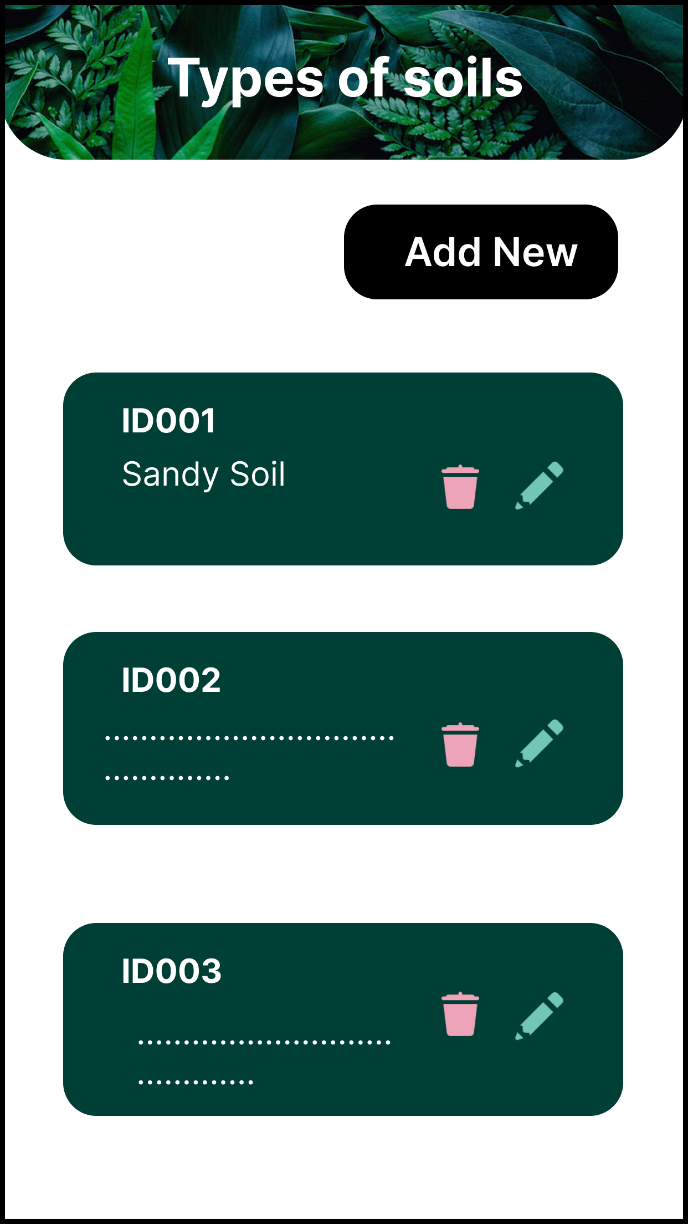 Types of soils
Add New
ID001
Sandy Soil
ID002
................................
..............
ID003
............................
.............